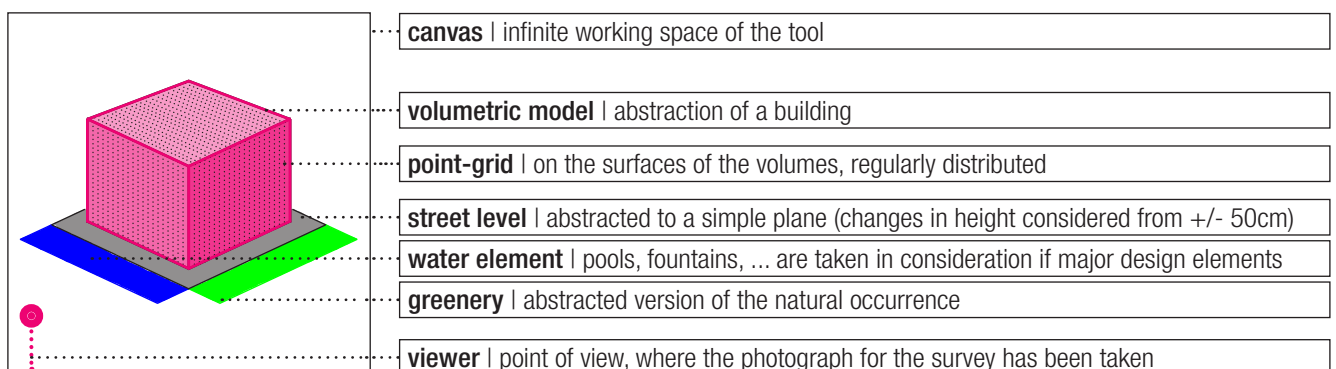 canvas | infinite working space of the tool
volumetric model | abstraction of a building
point-grid | on the surfaces of the volumes, regularly distributed
street level | abstracted to a simple plane (changes in height considered from +/- 50cm)
water element | pools, fountains, ... are taken in consideration if major design elements
greenery | abstracted version of the natural occurrence
viewer | point of view, where the photograph for the survey has been taken